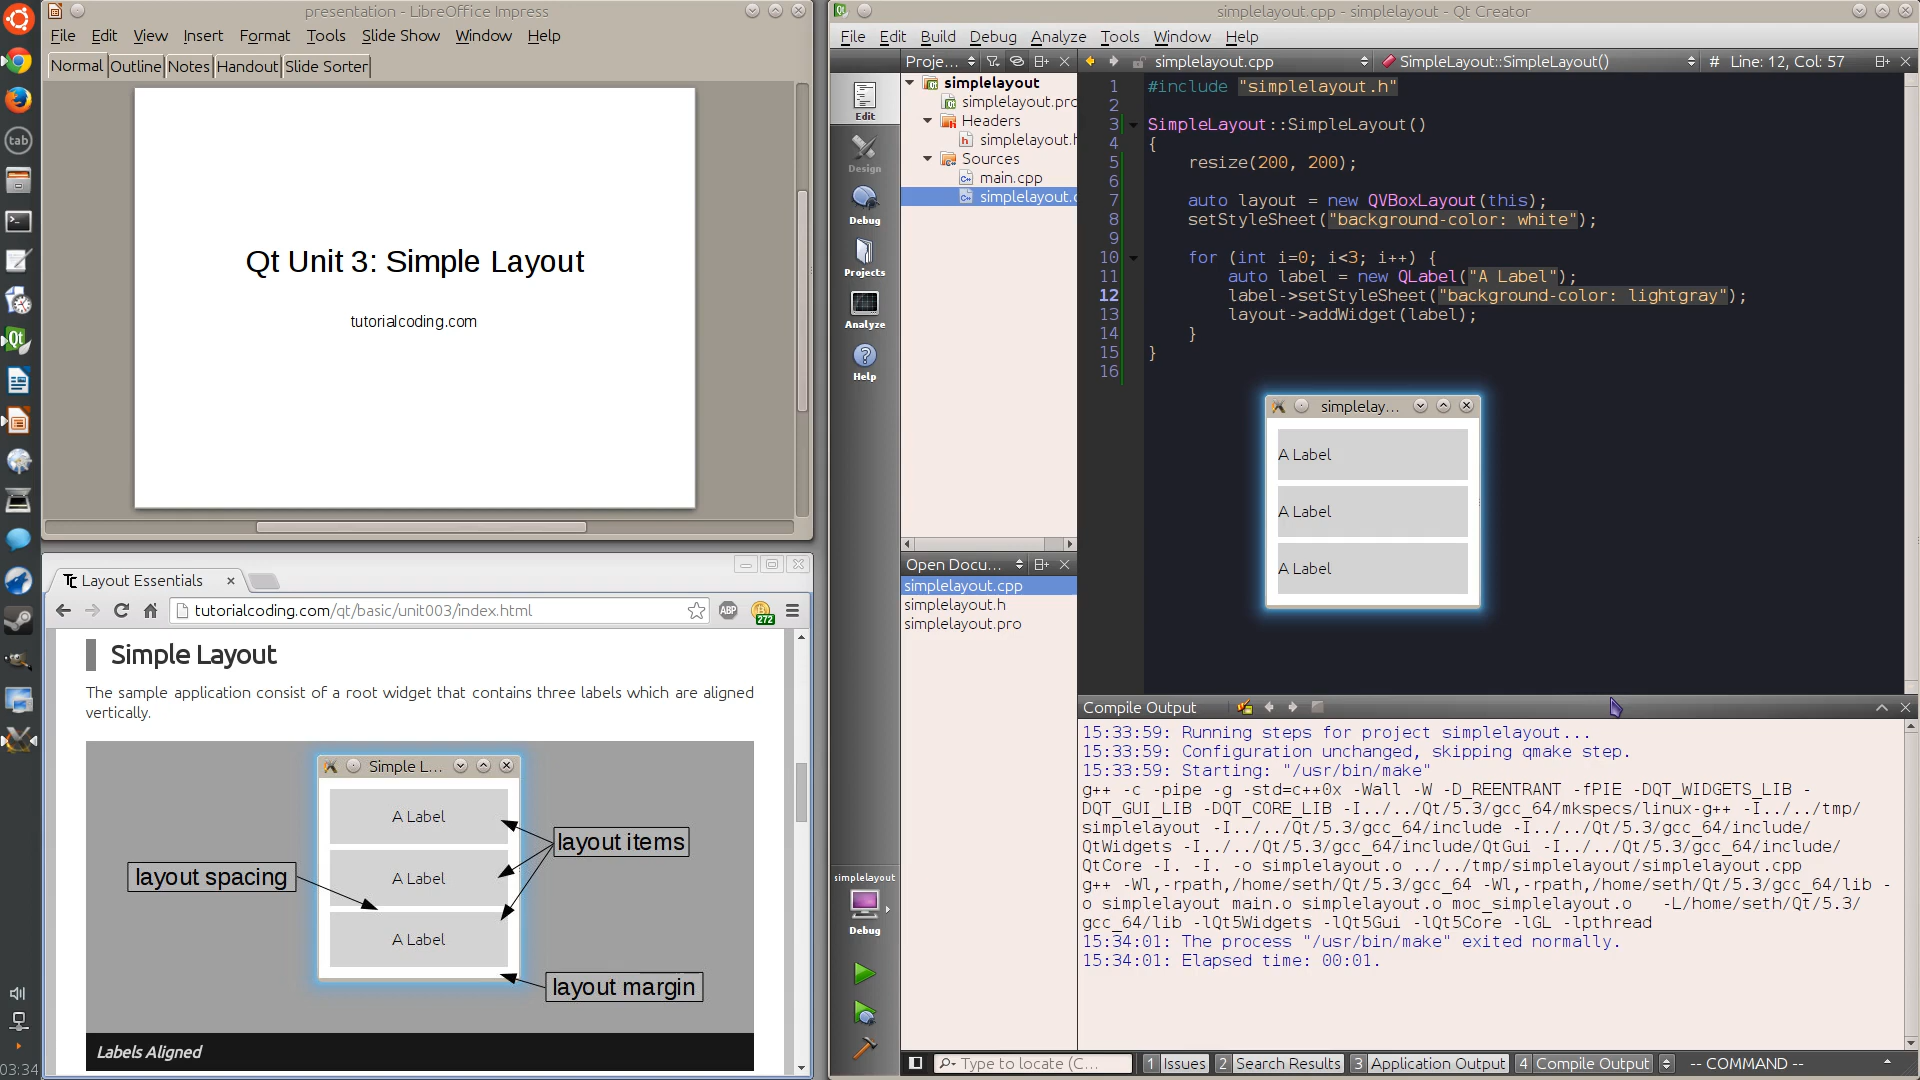 presentation - LibreOffice Impress
File Edit View Insert Format Tools Slide Show Window Help
Normal Outline Notes Handout Slide Sorter
Qt Unit 3: Simple Layout
tutorialcoding.com
Layout Essentials
tutorialcoding.com/qt/basic/unit003/index.html
ABP
272
Simple Layout
The sample application consist of a root widget that contains three labels which are aligned
vertically.
Simple L...
A Label
layout items
layout spacing
A Label
A Label
layout margin
Labels Aligned
tab
03:34
simplelayout.cpp - simplelayout - Qt Creator
File Edit Build Debug Analyze Tools Window Help
Proje...
simplelayout.cpp
SimpleLayout::SimpleLayout()
# Line: 12, Col: 57
Edit
Design
Debug
Projects
Analyze
Help
simplelayout
Debug
simplelayout
simplelayout.pro
Headers
simplelayout.h
Sources
main.cpp
simplelayout.c
Open Docu...
simplelayout.cpp
simplelayout.h
simplelayout.pro
1 #include "simplelayout.h"
2
3 SimpleLayout::SimpleLayout()
4 {
5 resize(200, 200);
6
7 auto layout = new QVBoxLayout(this);
8 setStyleSheet("background-color: white");
9
10 for (int i=0; i<3; i++) {
11 auto label = new QLabel("A Label");
12 label->setStyleSheet("background-color: lightgray");
13 layout->addWidget(label);
14 }
15 }
16
simplelay...
A Label
A Label
A Label
Compile Output
15:33:59: Running steps for project simplelayout...
15:33:59: Configuration unchanged, skipping qmake step.
15:33:59: Starting: "/usr/bin/make"
g++ -c -pipe -g -std=c++0x -Wall -W -D_REENTRANT -fPIE -DQT_WIDGETS_LIB -
DQT_GUI_LIB -DQT_CORE_LIB -I../../Qt/5.3/gcc_64/mkspecs/linux-g++ -I../../tmp/
simplelayout -I../../Qt/5.3/gcc_64/include -I../../Qt/5.3/gcc_64/include/
QtWidgets -I../../Qt/5.3/gcc_64/include/QtGui -I../../Qt/5.3/gcc_64/include/
QtCore -I. -I. -o simplelayout.o ../../tmp/simplelayout/simplelayout.cpp
g++ -Wl,-rpath,/home/seth/Qt/5.3/gcc_64 -Wl,-rpath,/home/seth/Qt/5.3/gcc_64/lib -
o simplelayout main.o simplelayout.o moc_simplelayout.o -L/home/seth/Qt/5.3/
gcc_64/lib -lQt5Widgets -lQt5Gui -lQt5Core -lGL -lpthread
15:34:01: The process "/usr/bin/make" exited normally.
15:34:01: Elapsed time: 00:01.
Type to locate (C...
1 Issues 2 Search Results 3 Application Output 4 Compile Output -- COMMAND --